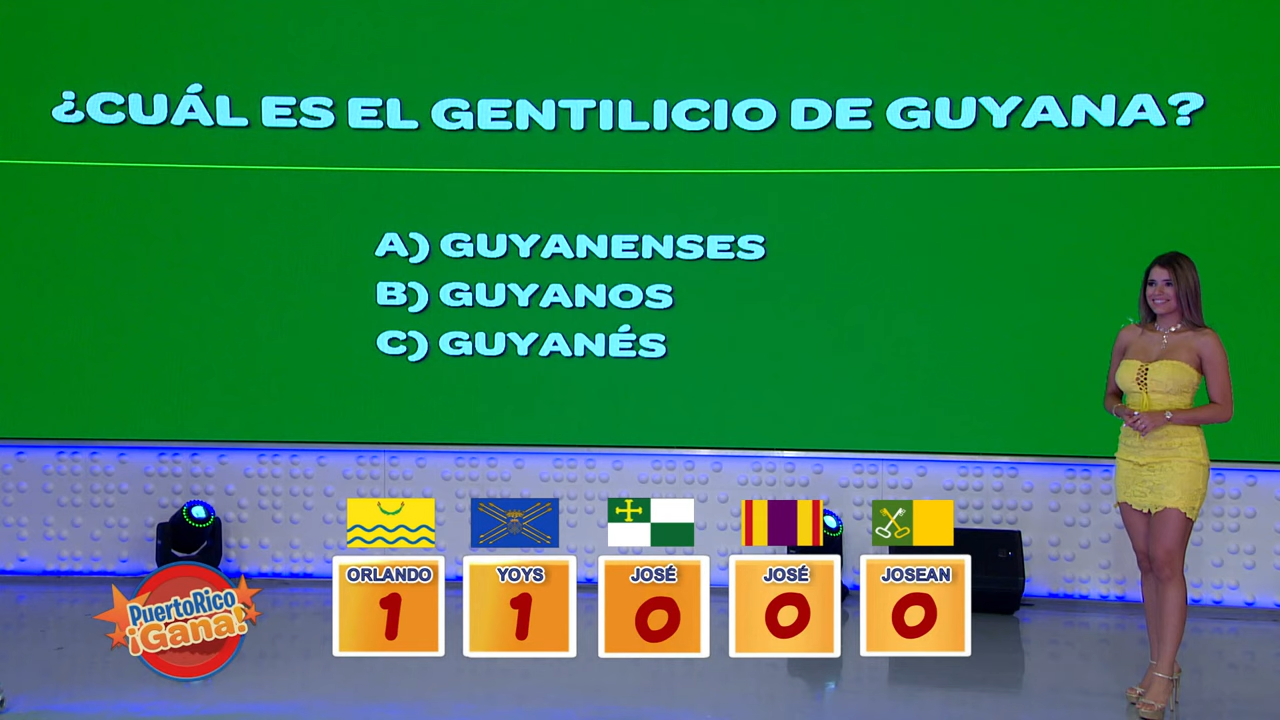 ¿CUÁL ES EL GENTILICIO DE GUYANA?
A) GUYANENSES
B) GUYANOS
C) GUYANÉS
ORLANDO
1
YOYS
1
JOSÉ
0
JOSÉ
0
JOSEAN
0
PuertoRico
¡Gana!